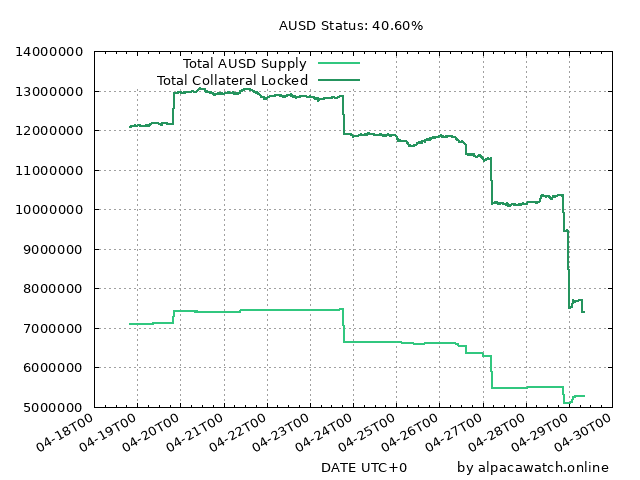 AUSD Status: 40.60%
14000000
13000000
12000000
11000000
10000000
9000000
8000000
7000000
6000000
5000000
Total AUSD Supply
Total Collateral Locked
04-18T00
04-19T00
04-20T00
04-21T00
04-22T00
04-23T00
04-24T00
04-25T00
04-26T00
04-27T00
04-28T00
04-29T00
04-30T00
DATE UTC+0
by alpacawatch.online